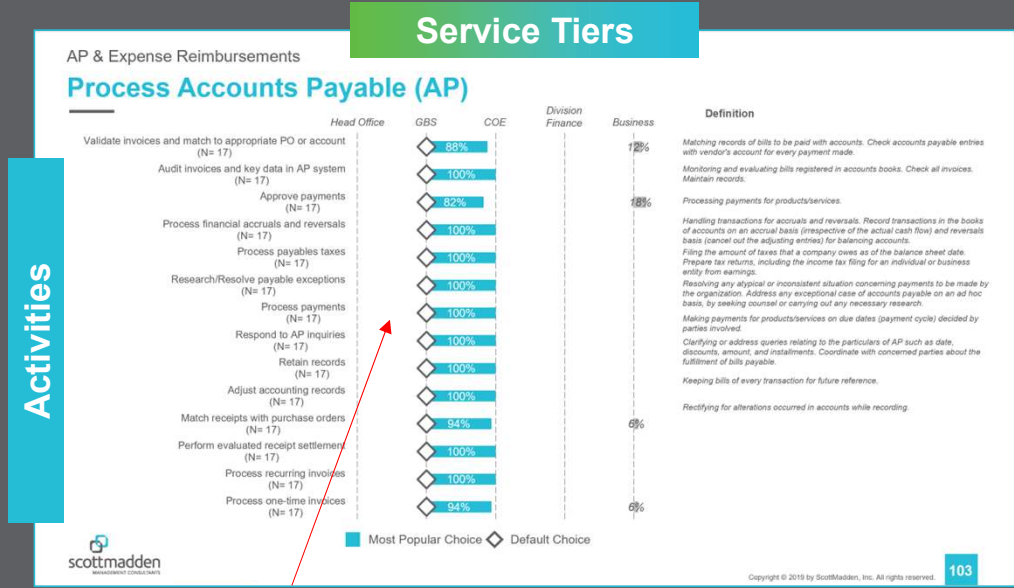 Service Tiers
AP & Expense Reimbursements
Process Accounts Payable (AP)
Activities
Head Office
GBS
COE
Division
Finance
Business
Definition
Validate invoices and match to appropriate PO or account
(N= 17)
88%
12%
Matching records of bills to be paid with accounts. Check accounts payable entries
with vendor's account for every payment made.
Audit invoices and key data in AP system
(N= 17)
100%
Monitoring and evaluating bills registered in accounts books. Check all invoices.
Maintain records.
Approve payments
(N= 17)
82%
18%
Processing payments for products/services.
Process financial accruals and reversals
(N= 17)
100%
Handling transactions for accruals and reversals. Record transactions in the books
of accounts on an accrual basis (irrespective of the actual cash flow) and reversals
basis (cancel out the adjusting entries) for balancing accounts.
Process payables taxes
(N= 17)
100%
Filing the amount of taxes that a company owes as of the balance sheet date.
Prepare tax returns, including the income tax filing for an individual or business
entity from earnings.
Research/Resolve payable exceptions
(N= 17)
100%
Resolving any atypical or inconsistent situation concerning payments to be made by
the organization. Address any exceptional case of accounts payable on an ad hoc
basis, by seeking counsel or carrying out any necessary research.
Process payments
(N= 17)
100%
Making payments for products/services on due dates (payment cycle) decided by
parties involved.
Respond to AP inquiries
(N= 17)
100%
Clarifying or address queries relating to the particulars of AP such as date,
discounts, amount, and installments. Coordinate with concerned parties about the
fulfillment of bills payable.
Retain records
(N= 17)
100%
Keeping bills of every transaction for future reference.
Adjust accounting records
(N= 17)
100%
Rectifying for alterations occurred in accounts while recording.
Match receipts with purchase orders
(N= 17)
94%
6%
Perform evaluated receipt settlement
(N= 17)
100%
Process recurring invoices
(N= 17)
100%
Process one-time invoices
(N= 17)
94%
6%
Most Popular Choice
Default Choice
scottmadden
MANAGEMENT CONSULTANTS
Copyright © 2019 by ScottMadden, Inc. All rights reserved.
103